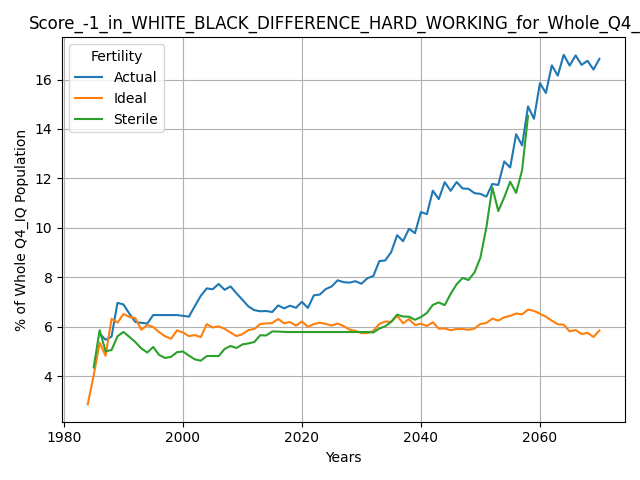 Score_-1_in_WHITE_BLACK_DIFFERENCE_HARD_WORKING_for_Whole_Q4_
Fertility
Actual
Ideal
Sterile
% of Whole Q4_IQ Population
16
14
12
10
8
6
4
1980
2000
2020
2040
2060
Years